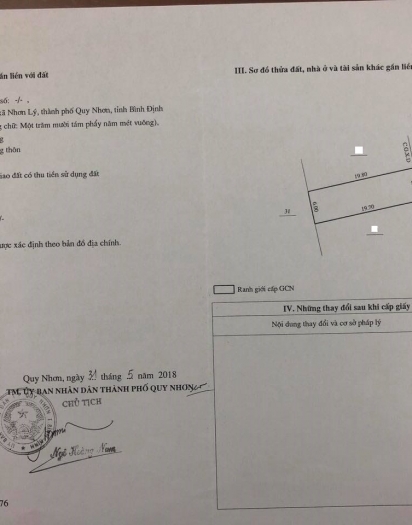 ắn liền với đất
số: -/- ,
xã Nhơn Lý, thành phố Quy Nhơn, tỉnh Bình Định
g chữ: Một trăm mười tám phẩy năm mét vuông),
g
ng thôn
iao đất có thu tiền sử dụng đất
ược xác định theo bản đồ địa chính.
Quy Nhơn, ngày 31 tháng 5 năm 2018
TM. ỦY BAN NHÂN DÂN THÀNH PHỐ QUY NHƠN
CHỦ TỊCH
Ngô Hoàng Nam
76
III. Sơ đồ thửa đất, nhà ở và tài sản khác gắn liền
19.80
6.00
31
19.70
Ranh giới cấp GCN
IV. Những thay đổi sau khi cấp giấy
Nội dung thay đổi và cơ sở pháp lý